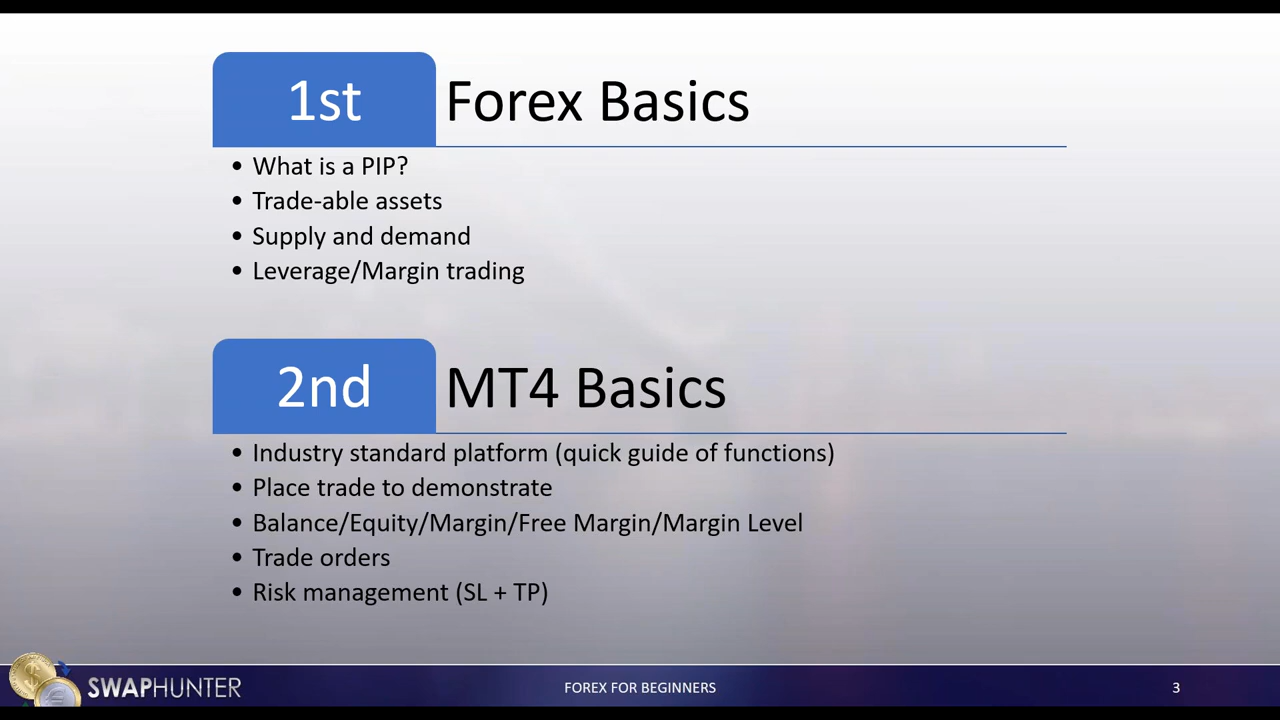 1st Forex Basics
• What is a PIP?
• Trade-able assets
• Supply and demand
• Leverage/Margin trading
2nd MT4 Basics
• Industry standard platform (quick guide of functions)
• Place trade to demonstrate
• Balance/Equity/Margin/Free Margin/Margin Level
• Trade orders
• Risk management (SL + TP)
SWAPHUNTER FOREX FOR BEGINNERS 3